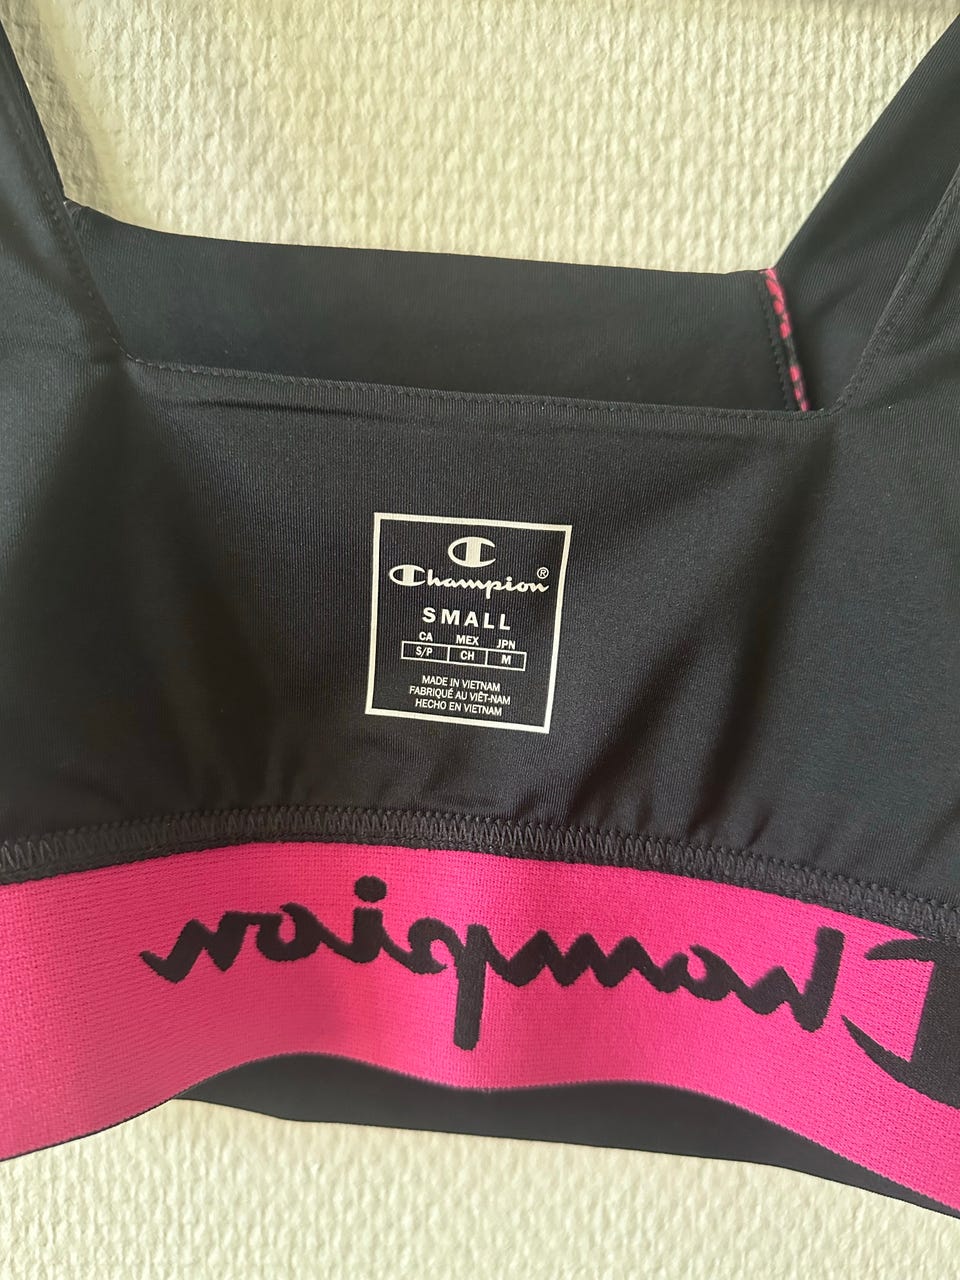 Champion®
SMALL
CA MEX JPN
S/P CH M
MADE IN VIETNAM
FABRIQUÉ AU VIÊT-NAM
HECHO EN VIETNAM
Champion